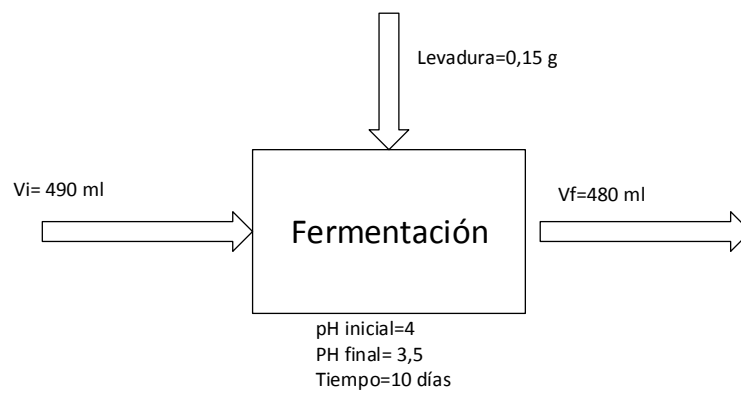 Levadura=0,15 g
Vi= 490 ml
Vf=480 ml
Fermentación
pH inicial=4
PH final= 3,5
Tiempo=10 días